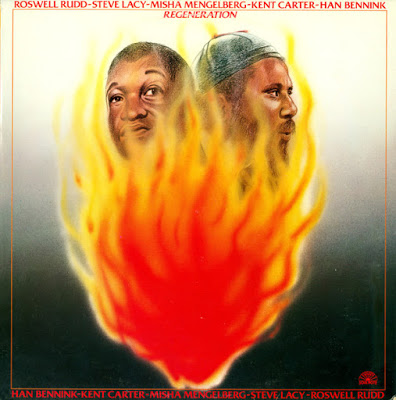 ROSWELL RUDD-STEVE LACY-MISHA MENGELBERG-KENT CARTER-HAN BENNINK
REGENERATION
HAN BENNINK-KENT CARTER-MISHA MENGELBERG-STEVE LACY-ROSWELL RUDD